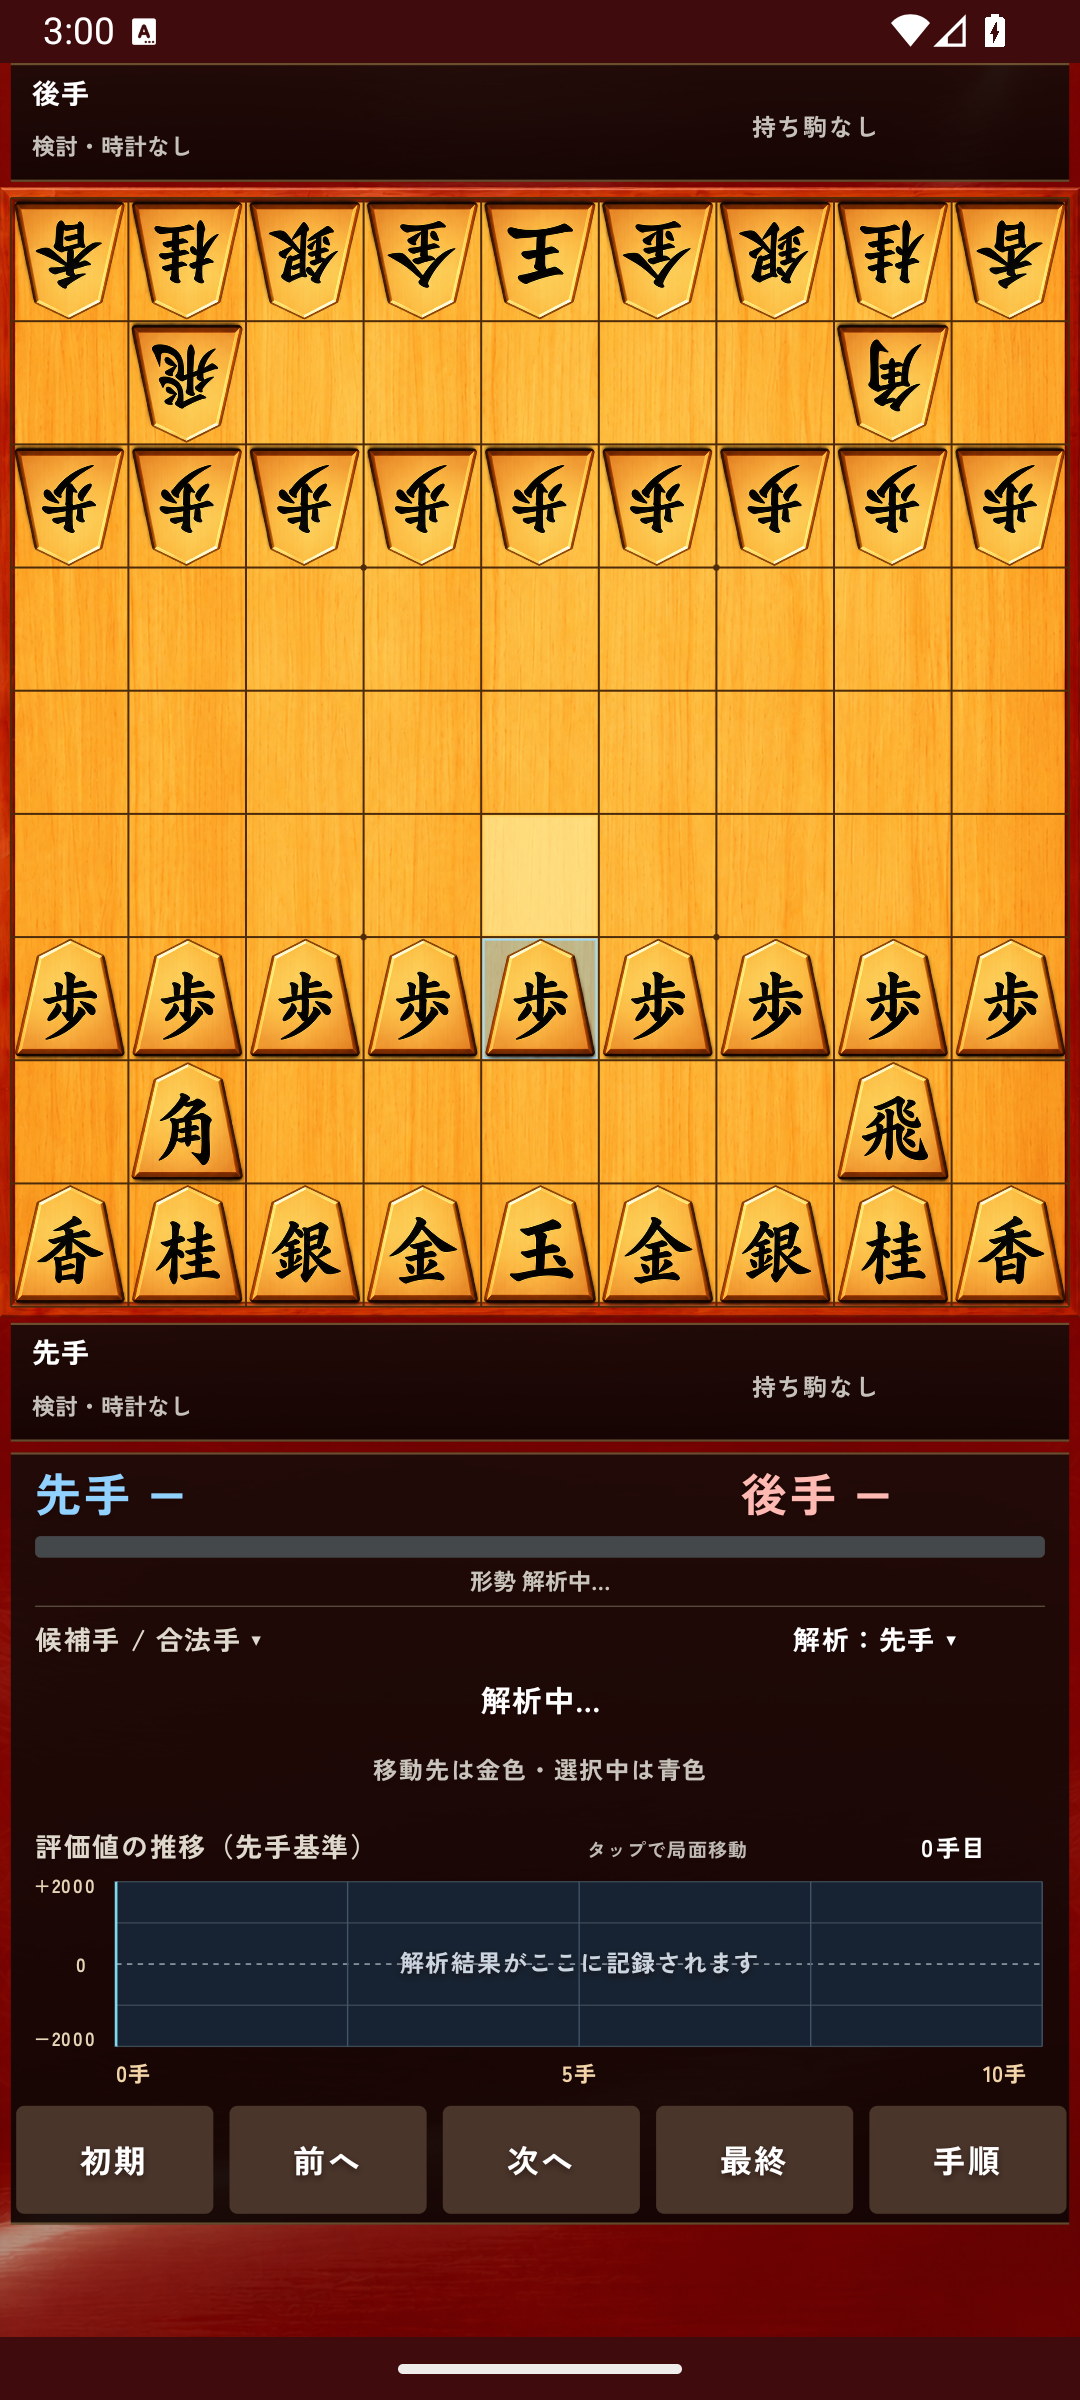 3:00
後手
検討・時計なし
持ち駒なし
香 桂 銀 金 王 金 銀 桂 香
飛 角
歩 歩 歩 歩 歩 歩 歩 歩 歩
歩 歩 歩 歩 歩 歩 歩 歩 歩
角 飛
香 桂 銀 金 玉 金 銀 桂 香
先手
検討・時計なし
持ち駒なし
先手 — 後手 —
形勢 解析中...
候補手 / 合法手 ▾ 解析：先手 ▾
解析中...
移動先は金色・選択中は青色
評価値の推移（先手基準） タップで局面移動 0手目
+2000
0
−2000
解析結果がここに記録されます
0手 5手 10手
初期 前へ 次へ 最終 手順